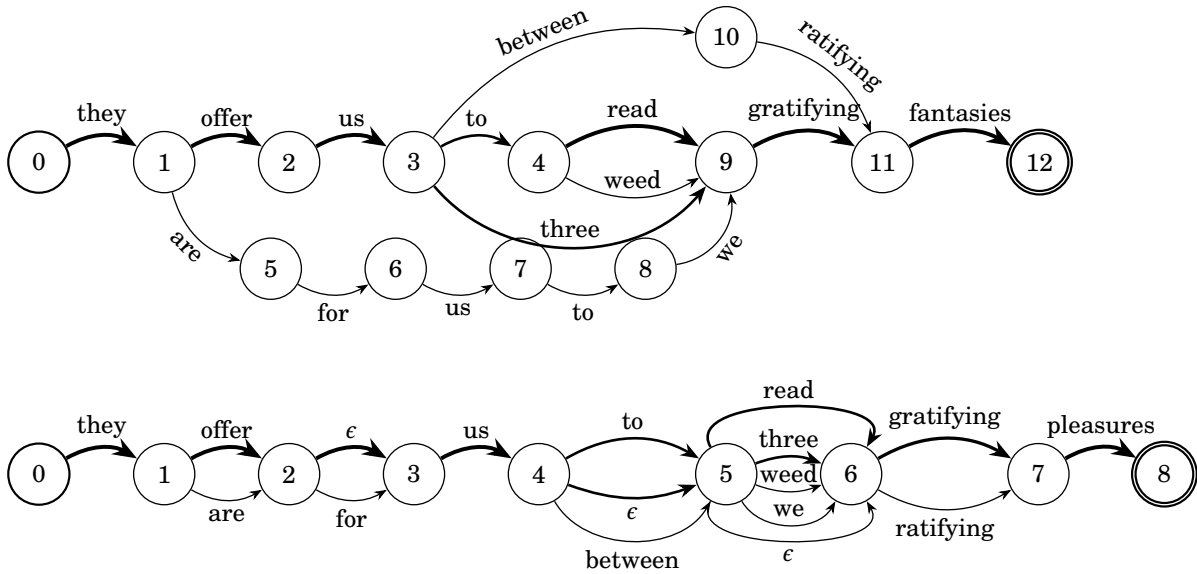 between
10
ratifying
they
offer
us
to
read
gratifying
fantasies
0
1
2
3
4
9
11
12
weed
three
are
we
5
6
7
8
for
us
to
read
they
offer
ϵ
us
to
three
gratifying
pleasures
0
1
2
3
4
5
weed
6
7
8
are
for
ϵ
we
ratifying
between
ϵ